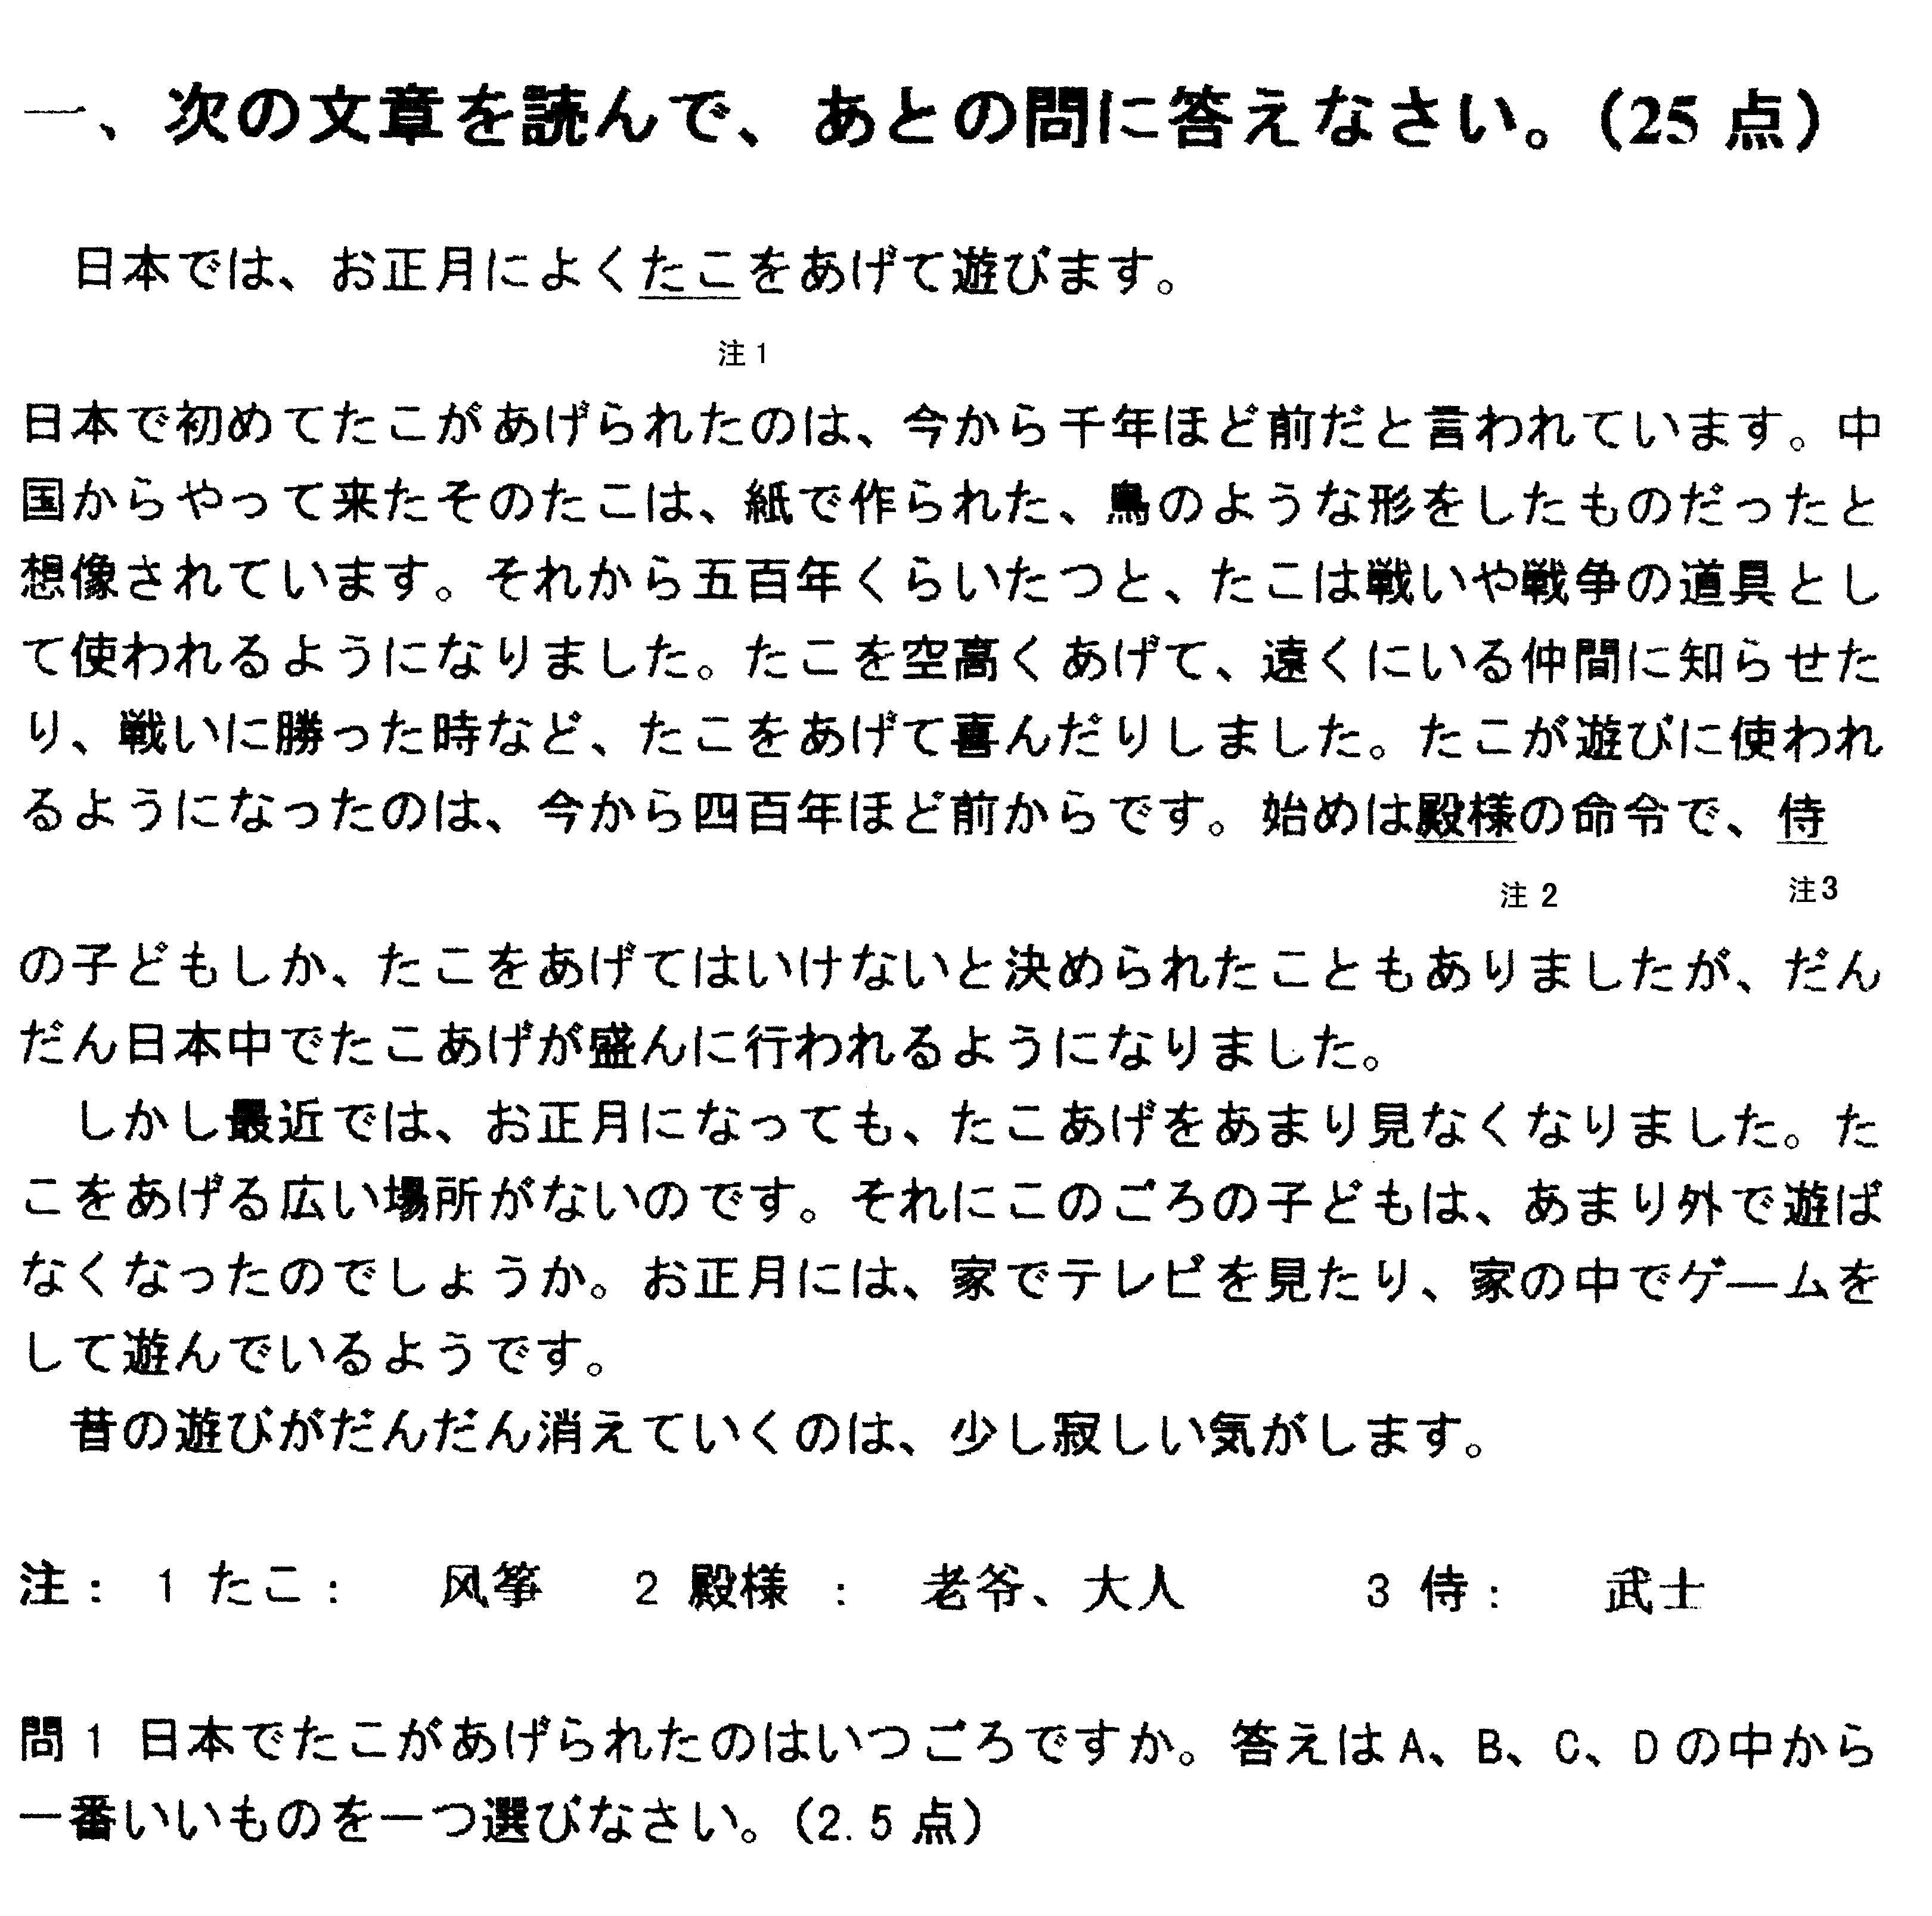 一、次の文章を読んで、あとの問に答えなさい。（25 点）
日本では、お正月によくたこをあげて遊びます。
注 1
日本で初めてたこがあげられたのは、今から千年ほど前だと言われています。中
国からやって来たそのたこは、紙で作られた、鳥のような形をしたものだったと
想像されています。それから五百年くらいたつと、たこは戦いや戦争の道具とし
て使われるようになりました。たこを空高くあげて、遠くにいる仲間に知らせた
り、戦いに勝った時など、たこをあげて喜んだりしました。たこが遊びに使われ
るようになったのは、今から四百年ほど前からです。始めは殿様の命令で、侍
注 2 注3
の子どもしか、たこをあげてはいけないと決められたこともありましたが、だん
だん日本中でたこあげが盛んに行われるようになりました。
しかし最近では、お正月になっても、たこあげをあまり見なくなりました。た
こをあげる広い場所がないのです。それにこのごろの子どもは、あまり外で遊ば
なくなったのでしょうか。お正月には、家でテレビを見たり、家の中でゲームを
して遊んでいるようです。
昔の遊びがだんだん消えていくのは、少し寂しい気がします。
注： 1 たこ： 风筝 2 殿様 ： 老爷、大人 3 侍： 武士
問 1 日本でたこがあげられたのはいつごろですか。答えは A、B、C、D の中から
一番いいものを一つ選びなさい。（2.5 点）